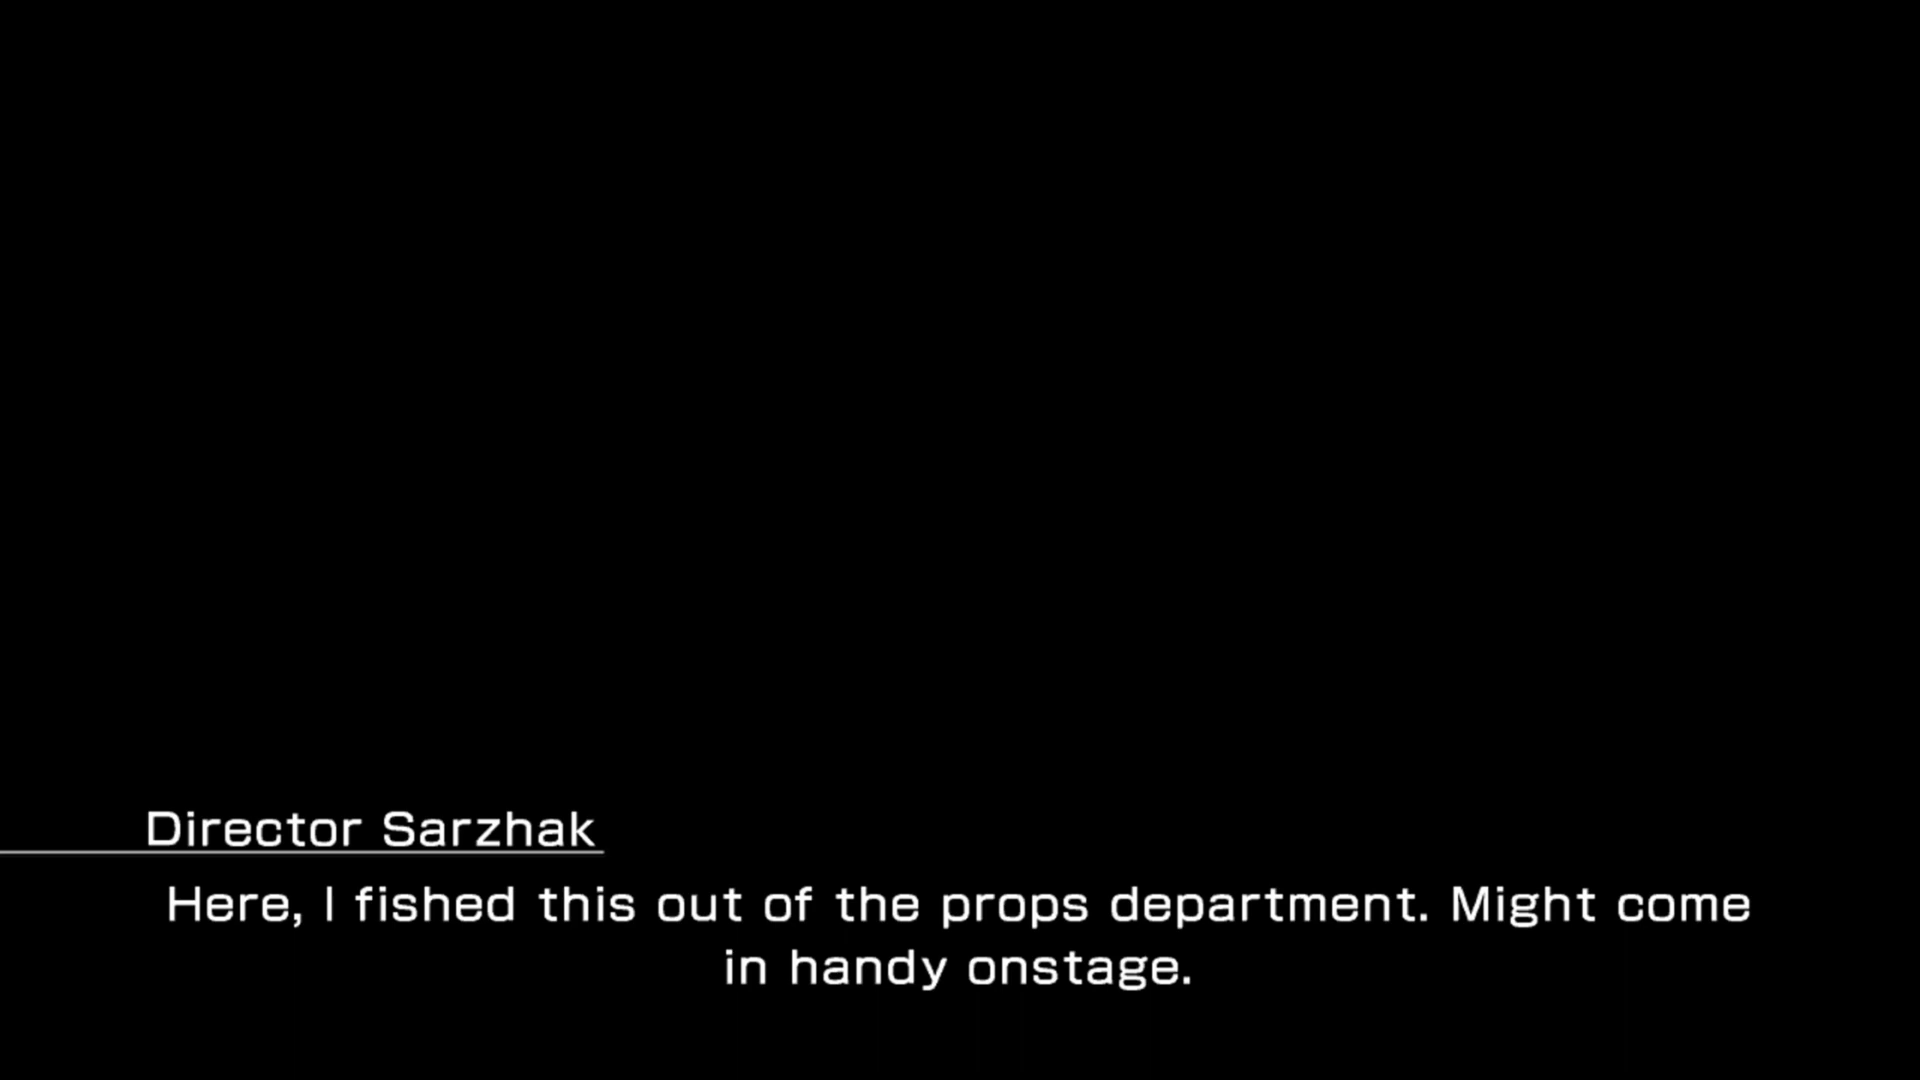 Director Sarzhak
Here, I fished this out of the props department. Might come
in handy onstage.